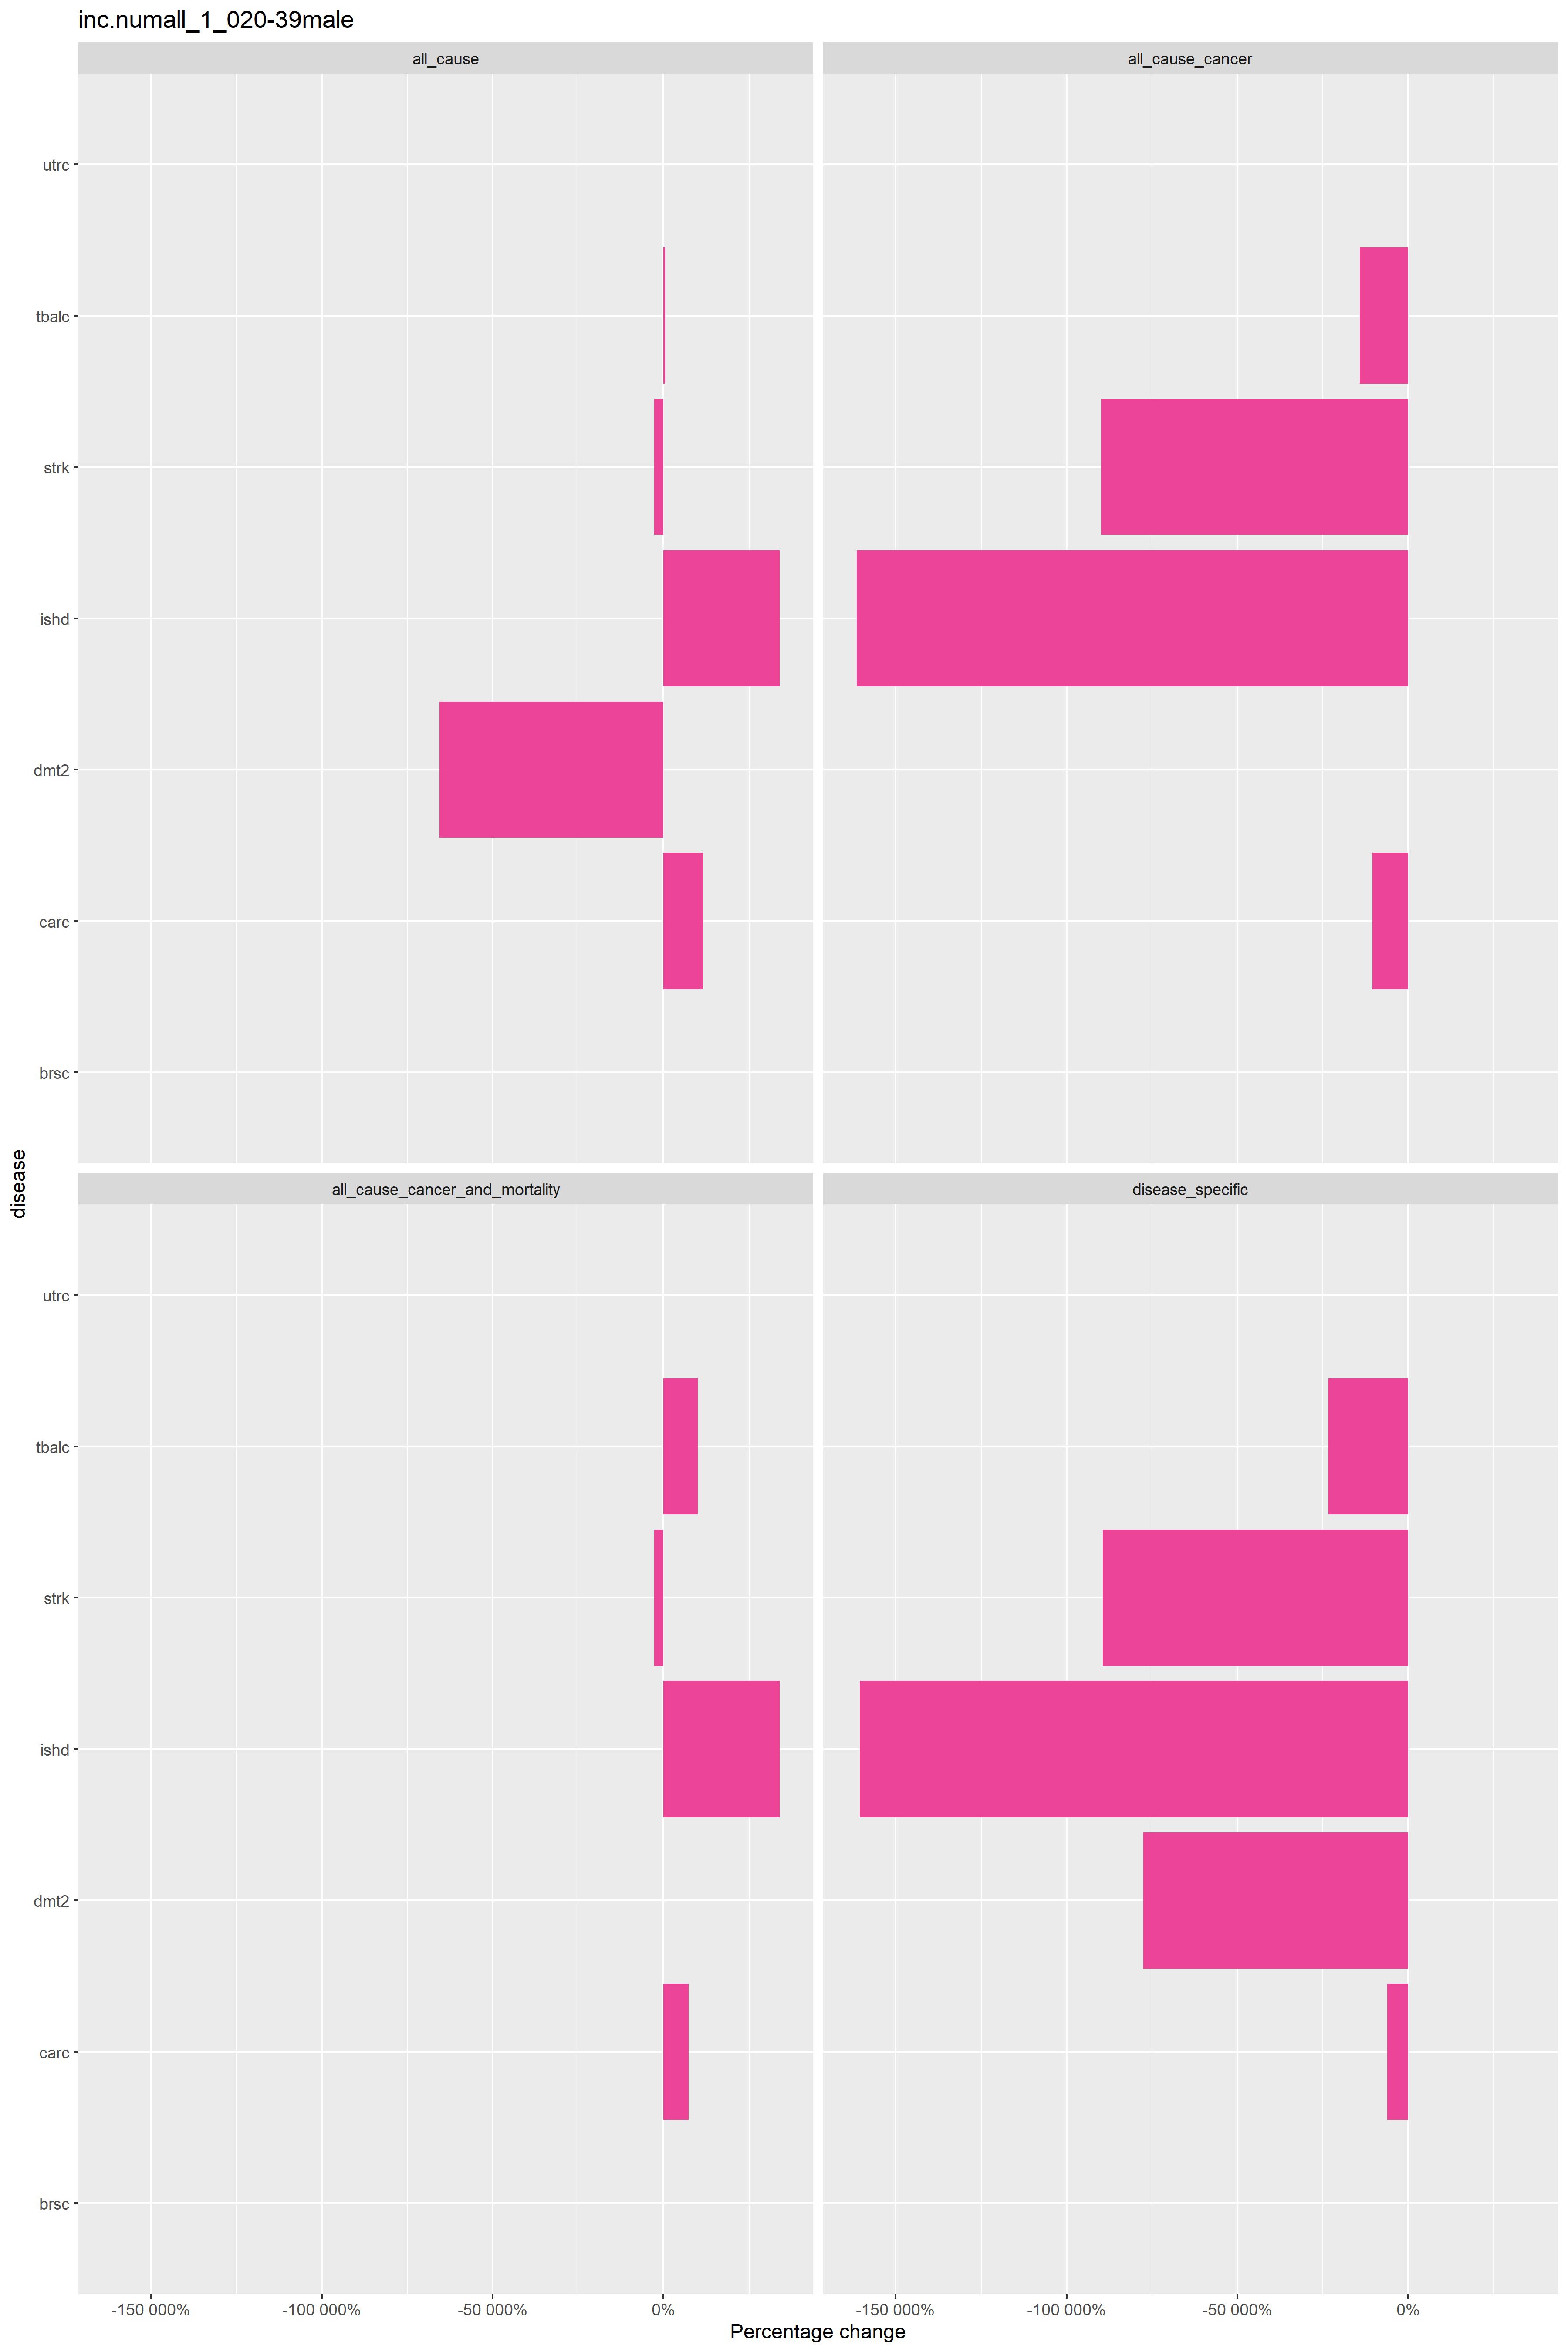 inc.numall_1_020-39male
all_cause
all_cause_cancer
utrc
tbalc
strk
ishd
dmt2
carc
brsc
disease
all_cause_cancer_and_mortality
disease_specific
utrc
tbalc
strk
ishd
dmt2
carc
brsc
-150 000% -100 000% -50 000% 0%
-150 000% -100 000% -50 000% 0%
Percentage change